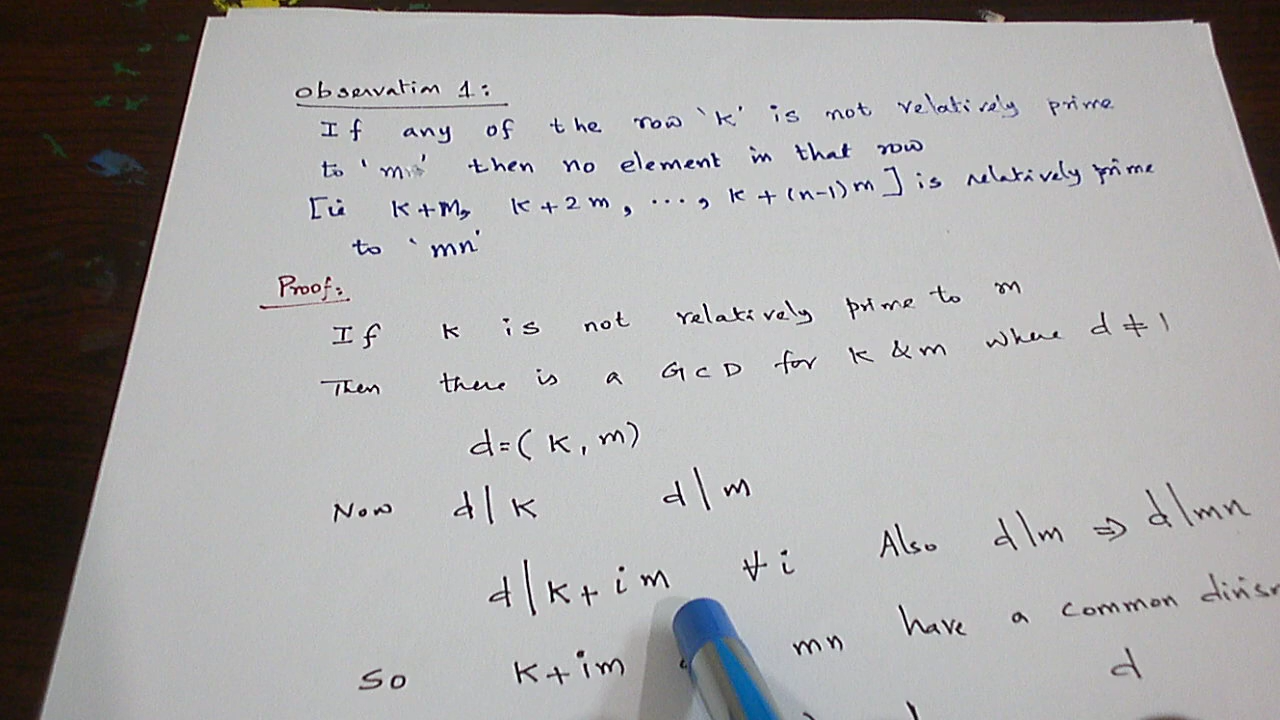 Observation 1:
If any of the row 'k' is not relatively prime
to 'm' then no element in that row
[ie k+m, k+2m, ..., k+(n-1)m] is relatively prime
to 'mn'
Proof:
If k is not relatively prime to m
Then there is a GCD for k & m where d ≠ 1
d=(k,m)
Now d|k d|m
d|k+im ∀i Also d|m ⇒ d|mn
So k+im mn have a common divisor
d